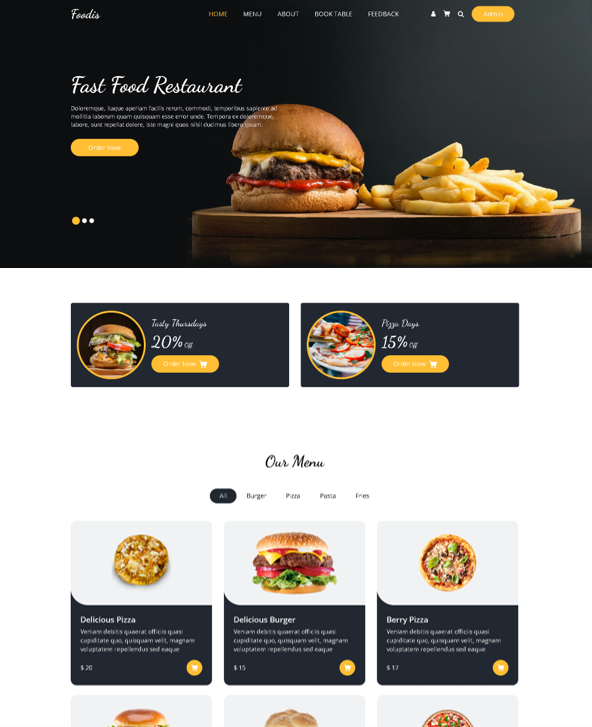 Foodis
HOME MENU ABOUT BOOK TABLE FEEDBACK Admin
Fast Food Restaurant
Doloremque, itaque aperiam facilis rerum, commodi, temporibus sapiente ad
mollitia laborum quam quisquam esse error unde. Tempora ex doloremque,
labore, sunt repellat dolore, iste magni quos nihil ducimus libero ipsam.
Order Now
Tasty Thursdays
20% Off
Order Now
Pizza Days
15% Off
Order Now
Our Menu
All Burger Pizza Pasta Fries
Delicious Pizza
Veniam debitis quaerat officiis quasi
cupiditate quo, quisquam velit, magnam
voluptatem repellendus sed eaque
$ 20
Delicious Burger
Veniam debitis quaerat officiis quasi
cupiditate quo, quisquam velit, magnam
voluptatem repellendus sed eaque
$ 15
Berry Pizza
Veniam debitis quaerat officiis quasi
cupiditate quo, quisquam velit, magnam
voluptatem repellendus sed eaque
$ 17